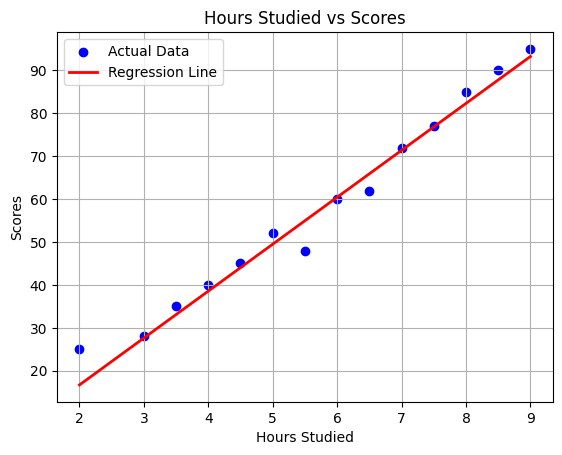 Hours Studied vs Scores
Actual Data
Regression Line
90
80
70
60
50
40
30
20
Scores
2 3 4 5 6 7 8 9
Hours Studied